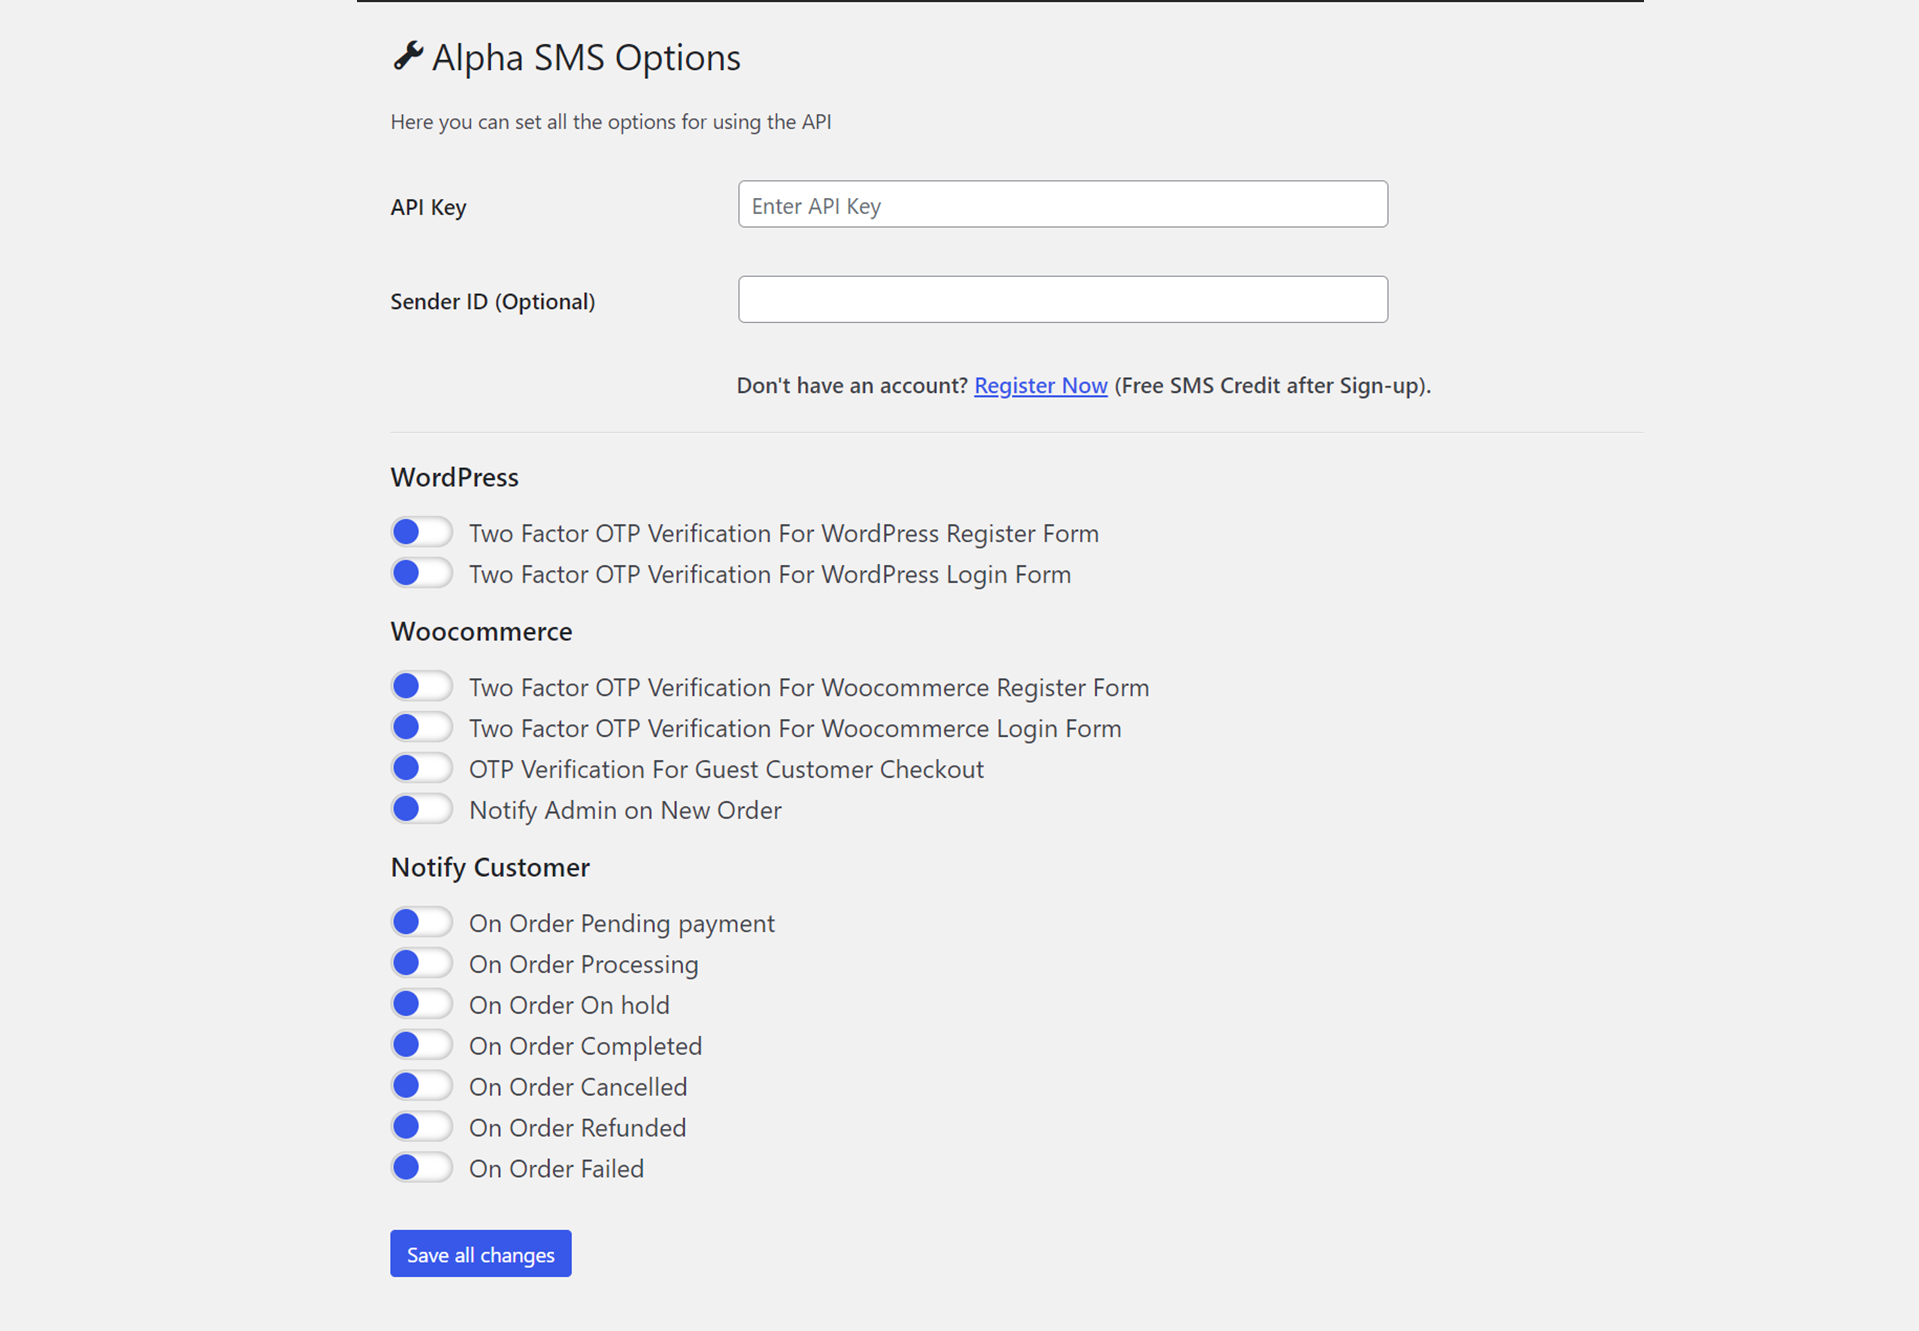 Alpha SMS Options
Here you can set all the options for using the API
API Key
Enter API Key
Sender ID (Optional)
Don't have an account? Register Now (Free SMS Credit after Sign-up).
WordPress
Two Factor OTP Verification For WordPress Register Form
Two Factor OTP Verification For WordPress Login Form
Woocommerce
Two Factor OTP Verification For Woocommerce Register Form
Two Factor OTP Verification For Woocommerce Login Form
OTP Verification For Guest Customer Checkout
Notify Admin on New Order
Notify Customer
On Order Pending payment
On Order Processing
On Order On hold
On Order Completed
On Order Cancelled
On Order Refunded
On Order Failed
Save all changes